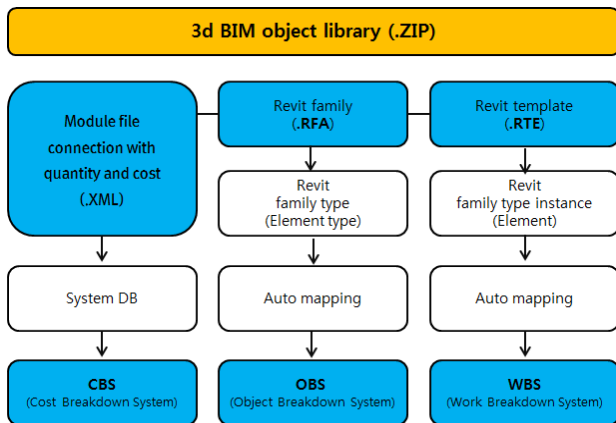 3d BIM object library (.ZIP)
Module file
connection with
quantity and cost
(.XML)
Revit family
(.RFA)
Revit template
(.RTE)
Revit
family type
(Element type)
Revit
family type instance
(Element)
System DB
Auto mapping
Auto mapping
CBS
(Cost Breakdown System)
OBS
(Object Breakdown System)
WBS
(Work Breakdown System)